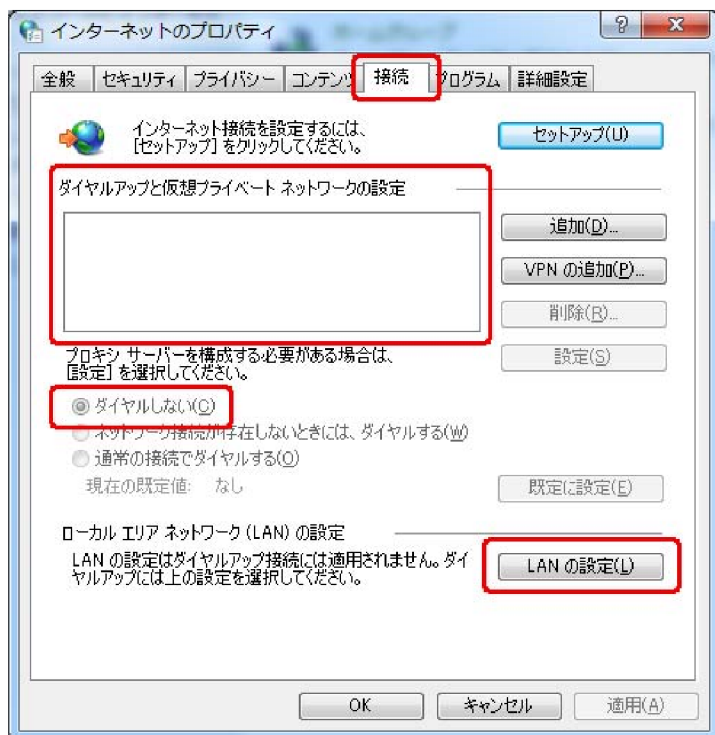 インターネットのプロパティ
全般 セキュリティ プライバシー コンテンツ 接続 プログラム 詳細設定
インターネット接続を設定するには、
[セットアップ] をクリックしてください。
セットアップ(U)
ダイヤルアップと仮想プライベート ネットワークの設定
追加(D)...
VPN の追加(P)...
削除(R)...
プロキシ サーバーを構成する必要がある場合は、
[設定] を選択してください。
設定(S)
ダイヤルしない(C)
ネットワーク接続が存在しないときには、ダイヤルする(W)
通常の接続でダイヤルする(O)
現在の既定値: なし
既定に設定(E)
ローカル エリア ネットワーク (LAN) の設定
LAN の設定はダイヤルアップ接続には適用されません。ダイ
ヤルアップには上の設定を選択してください。
LAN の設定(L)
OK キャンセル 適用(A)